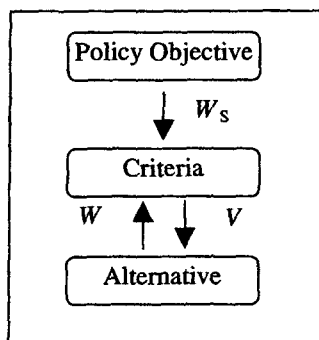 Policy Objective
W_S
Criteria
W V
Alternative